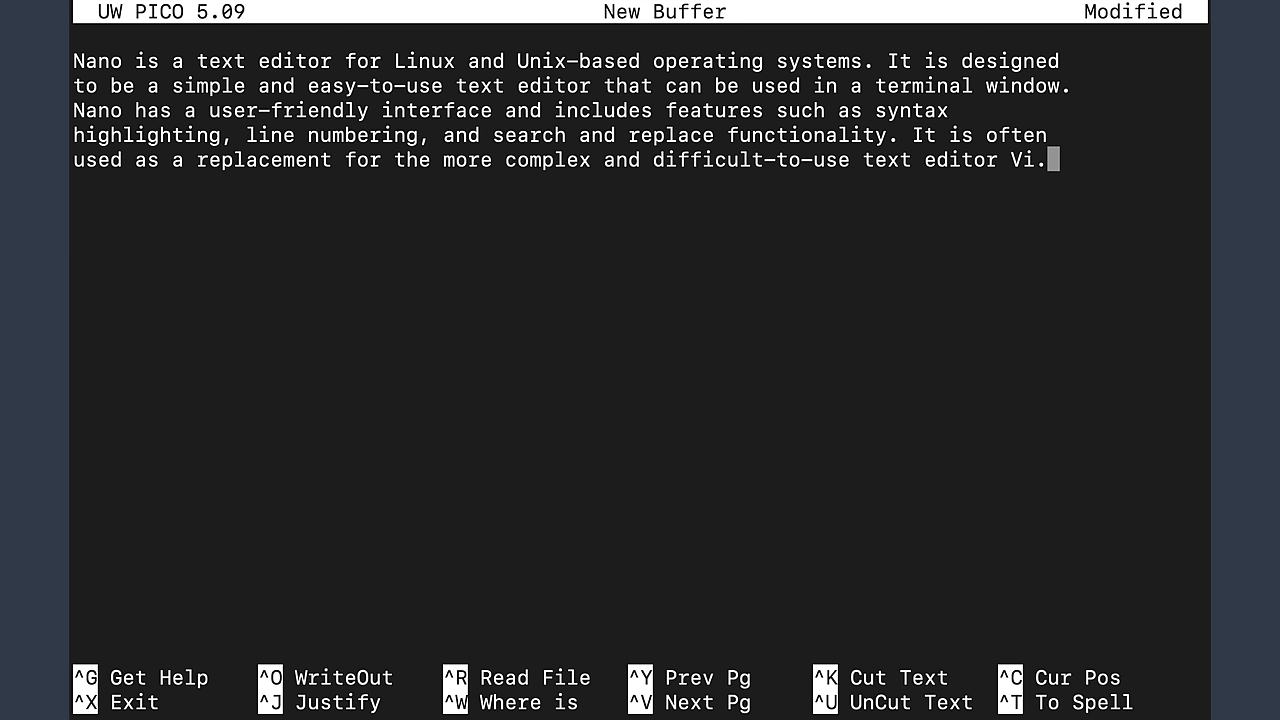 UW PICO 5.09 New Buffer Modified
Nano is a text editor for Linux and Unix-based operating systems. It is designed
to be a simple and easy-to-use text editor that can be used in a terminal window.
Nano has a user-friendly interface and includes features such as syntax
highlighting, line numbering, and search and replace functionality. It is often
used as a replacement for the more complex and difficult-to-use text editor Vi.
^G Get Help ^O WriteOut ^R Read File ^Y Prev Pg ^K Cut Text ^C Cur Pos
^X Exit ^J Justify ^W Where is ^V Next Pg ^U UnCut Text ^T To Spell